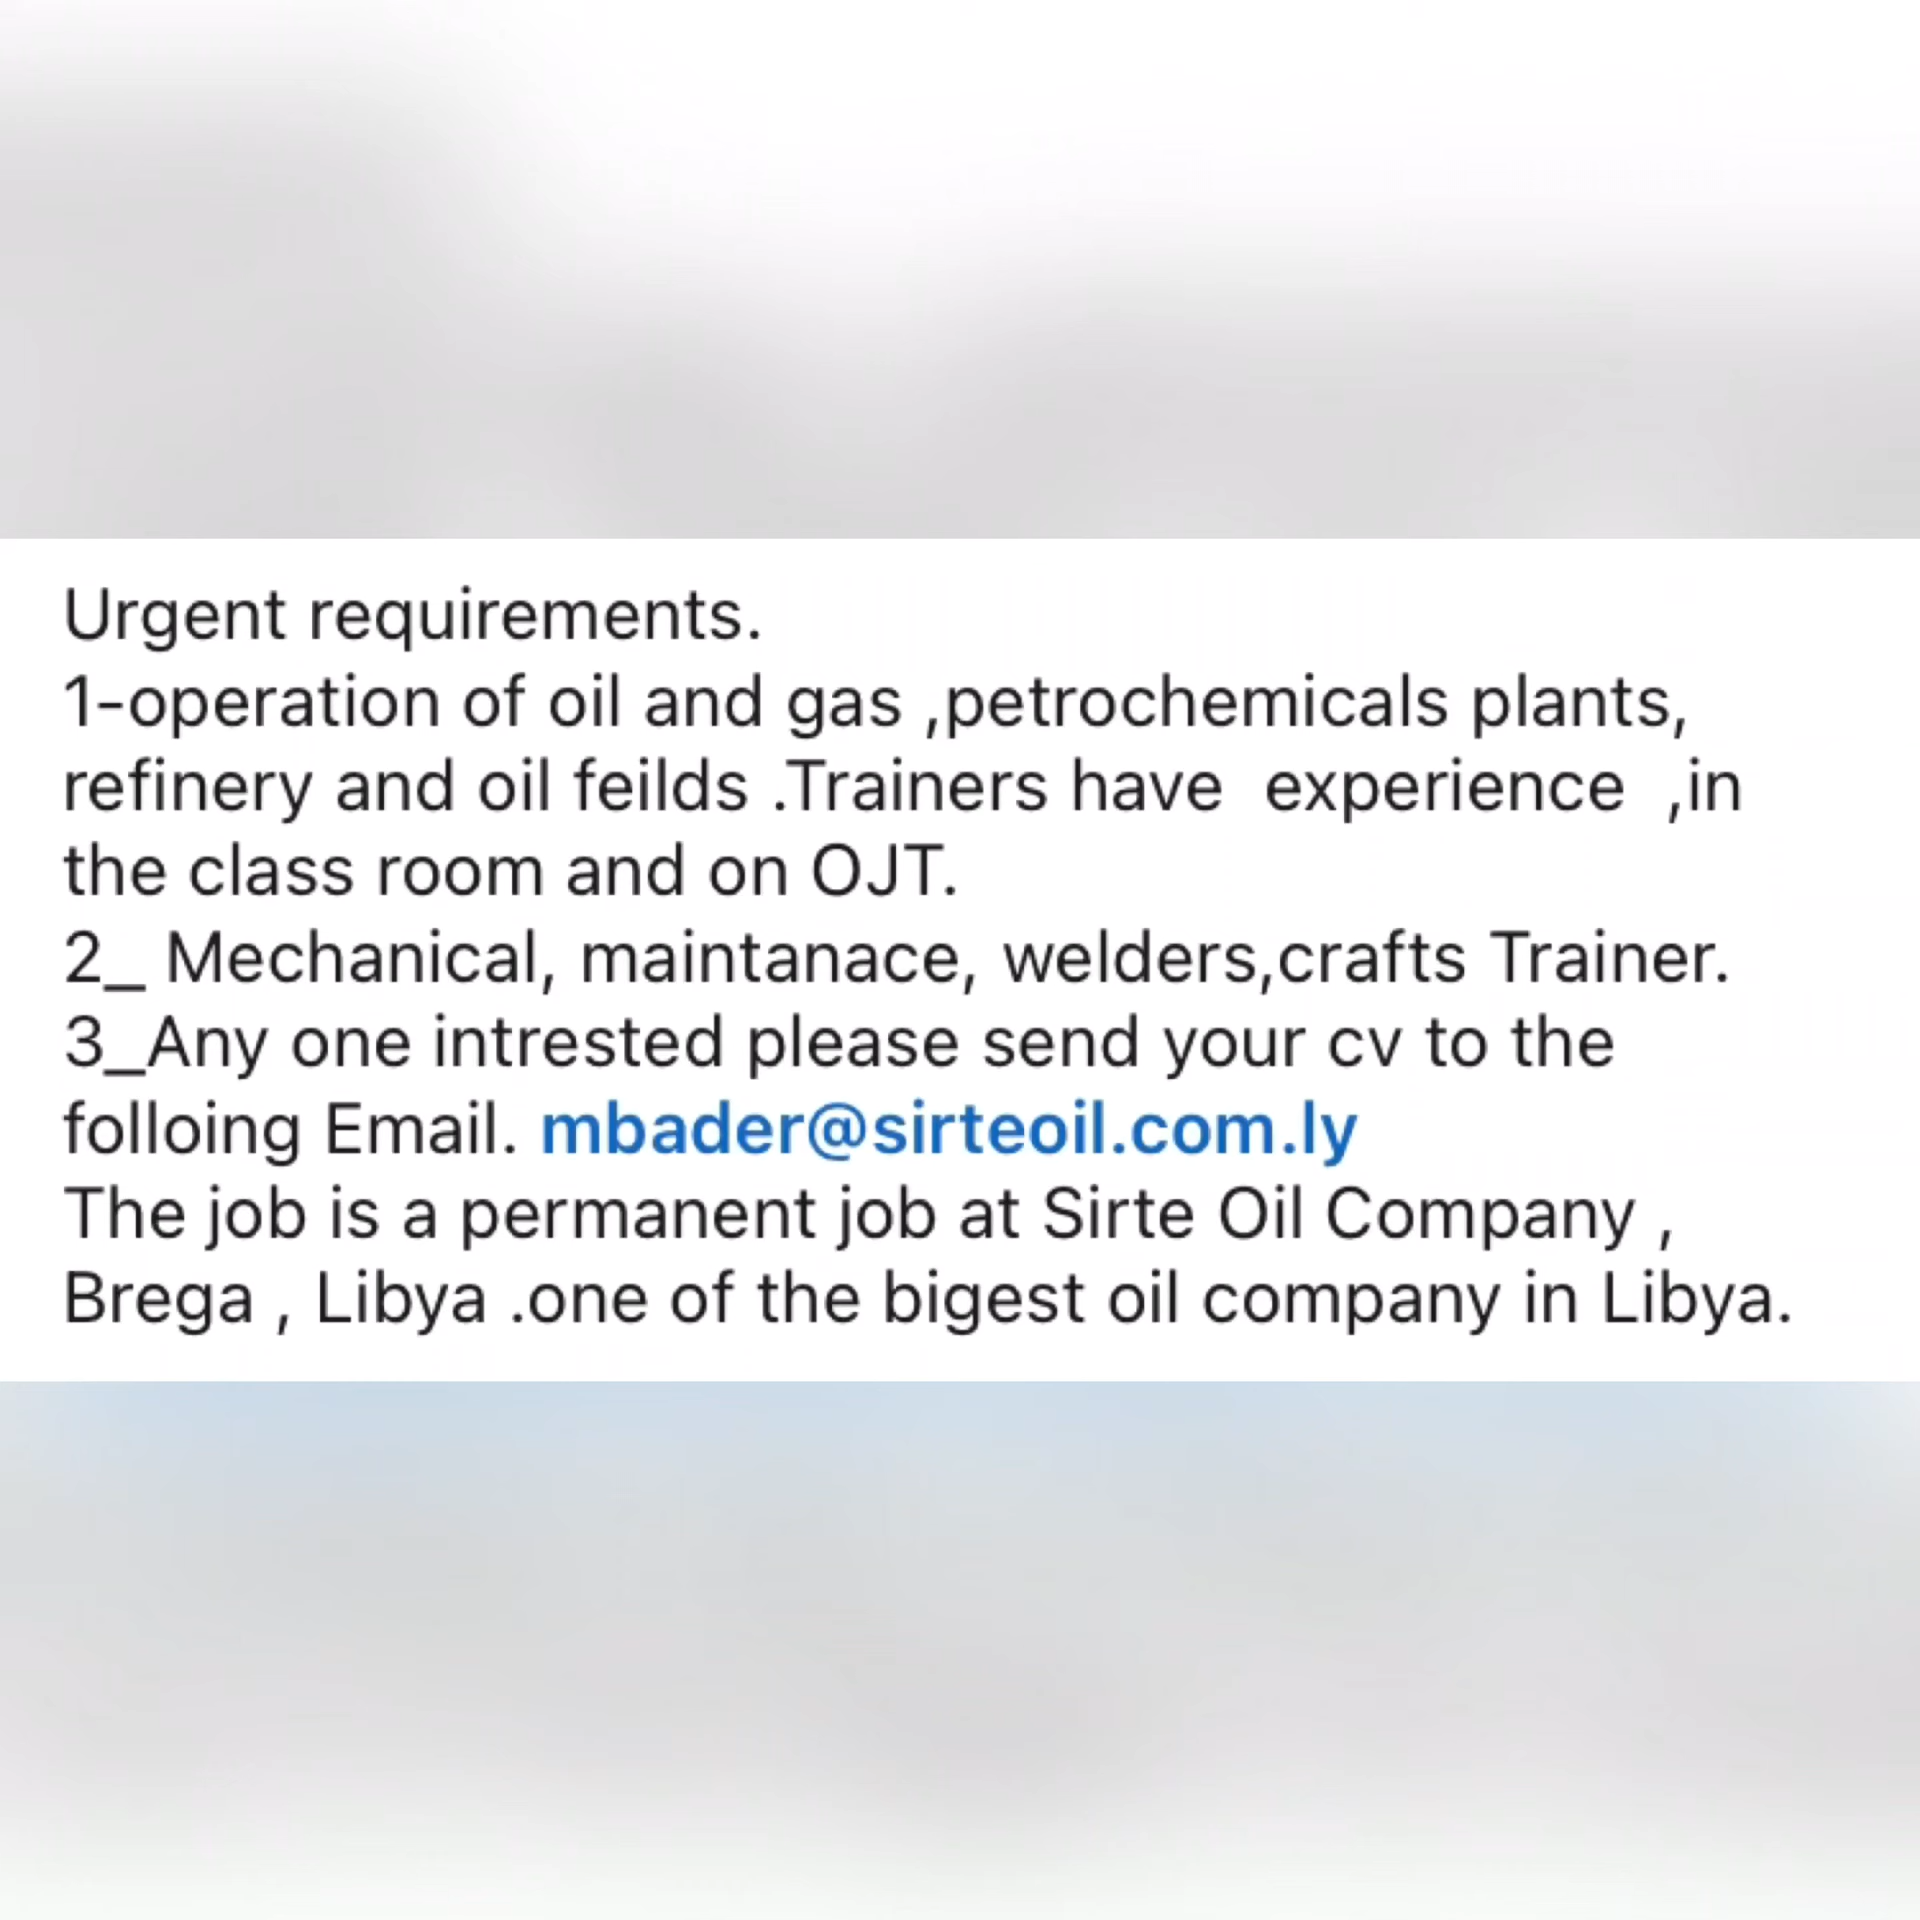 Urgent requirements.
1-operation of oil and gas ,petrochemicals plants,
refinery and oil feilds .Trainers have  experience  ,in
the class room and on OJT.
2_ Mechanical, maintanace, welders,crafts Trainer.
3_Any one intrested please send your cv to the
folloing Email. mbader@sirteoil.com.ly
The job is a permanent job at Sirte Oil Company ,
Brega , Libya .one of the bigest oil company in Libya.